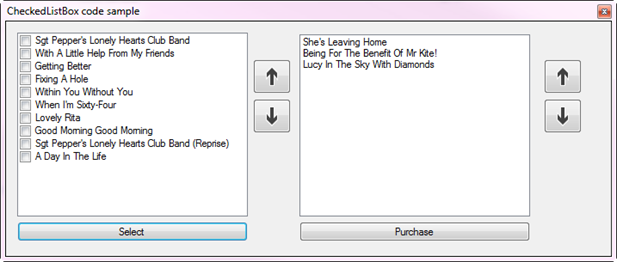 CheckedListBox code sample
Sgt Pepper's Lonely Hearts Club Band
With A Little Help From My Friends
Getting Better
Fixing A Hole
Within You Without You
When I'm Sixty-Four
Lovely Rita
Good Morning Good Morning
Sgt Pepper's Lonely Hearts Club Band (Reprise)
A Day In The Life
Select
She's Leaving Home
Being For The Benefit Of Mr Kite!
Lucy In The Sky With Diamonds
Purchase